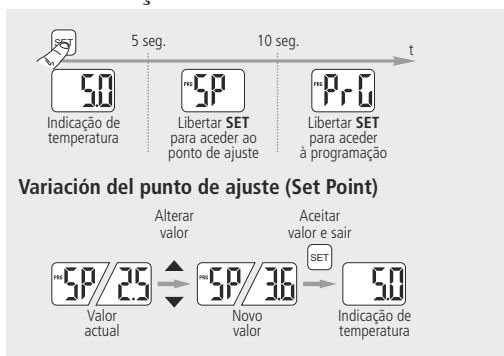 SET
5 seg.
10 seg.
t
5.0
PRG SP
PRG PrG
Indicação de
temperatura
Libertar SET
para aceder ao
ponto de ajuste
Libertar SET
para aceder
à programação
Variación del punto de ajuste (Set Point)
Alterar
valor
Aceitar
valor e sair
SET
PRG SP/2.5
PRG SP/3.6
5.0
Valor
actual
Novo
valor
Indicação de
temperatura